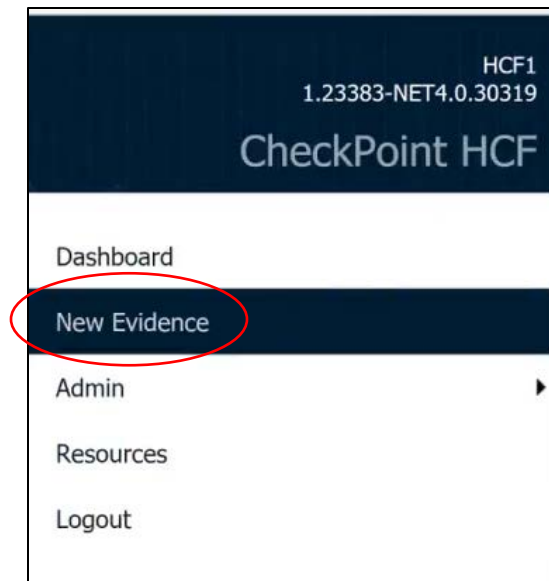 HCF1
1.23383-NET4.0.30319
CheckPoint HCF
Dashboard
New Evidence
Admin
Resources
Logout